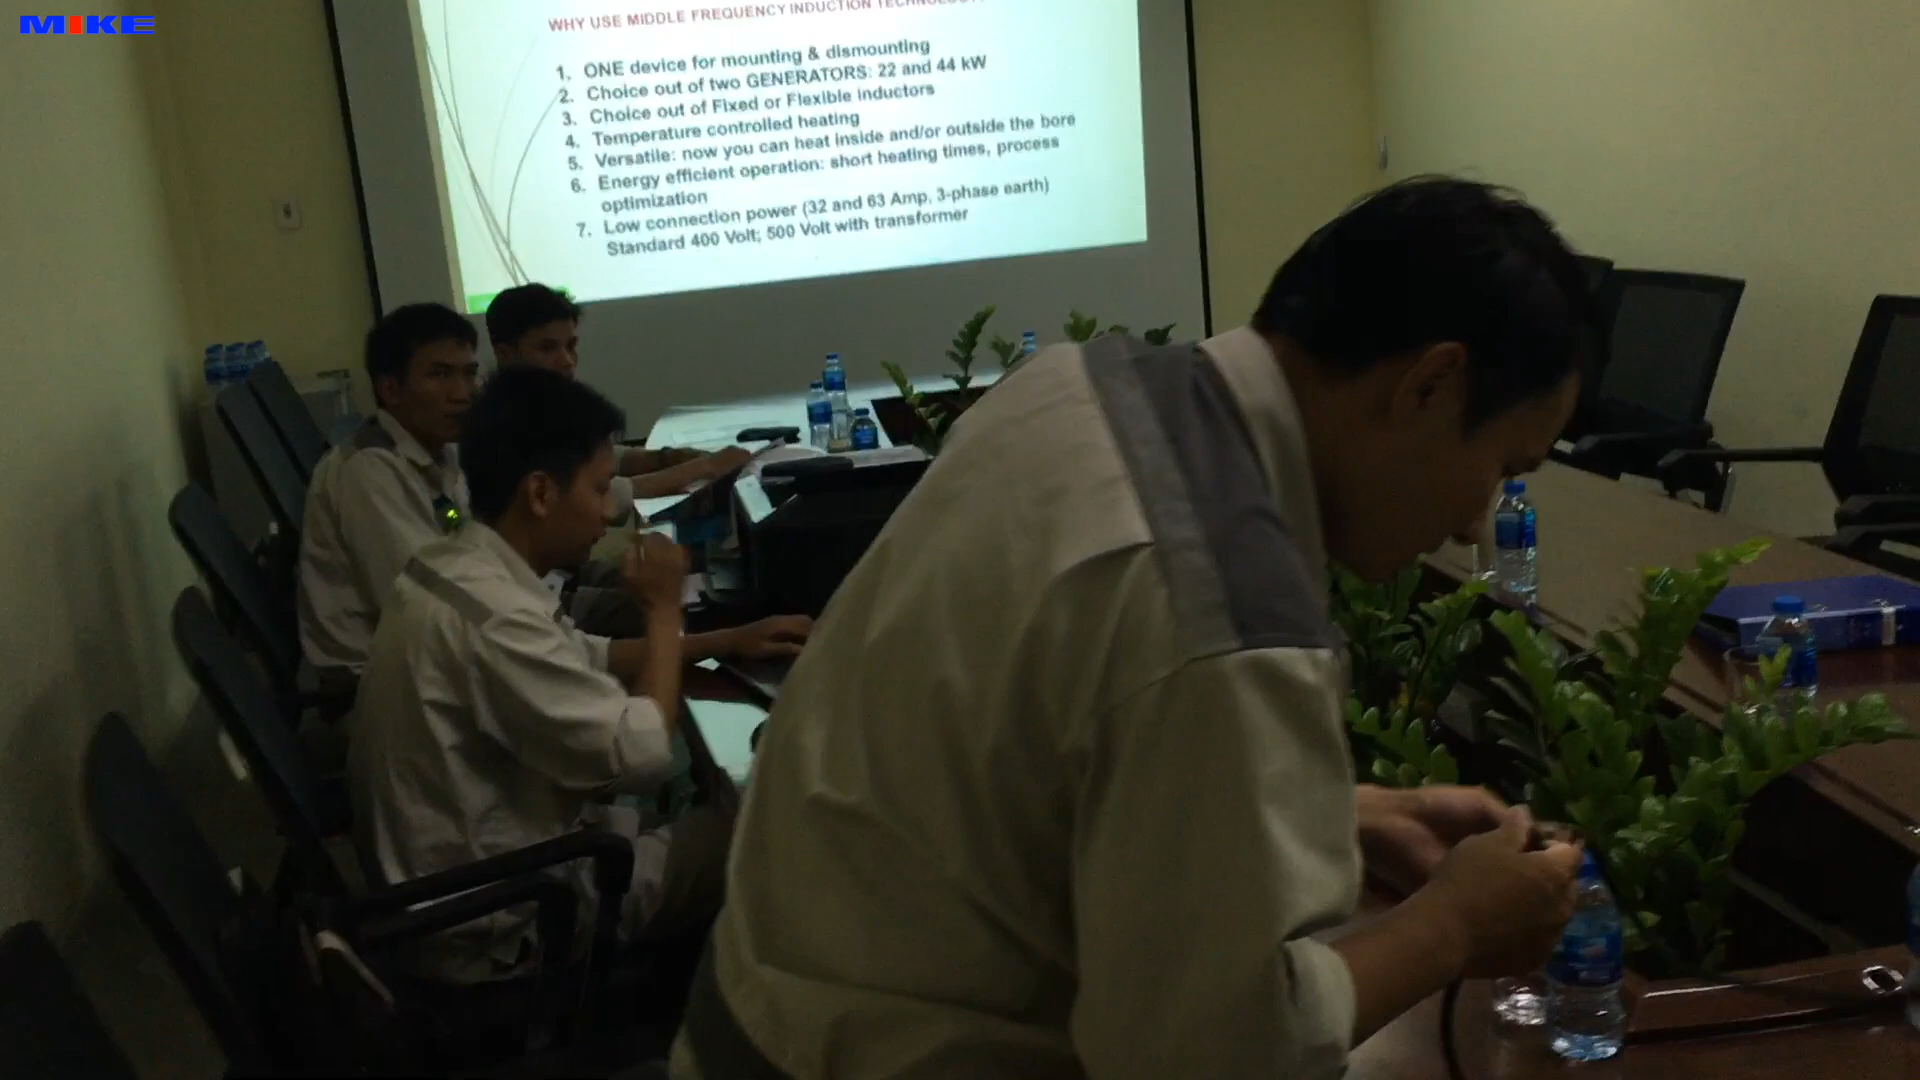 MIKE
WHY USE MIDDLE FREQUENCY INDUCTION TECHNOLOGY
1. ONE device for mounting & dismounting
2. Choice out of two GENERATORS: 22 and 44 kW
3. Choice out of Fixed or Flexible inductors
4. Temperature controlled heating
5. Versatile: now you can heat inside and/or outside the bore
6. Energy efficient operation: short heating times, process
optimization
7. Low connection power (32 and 63 Amp, 3-phase earth)
Standard 400 Volt; 500 Volt with transformer